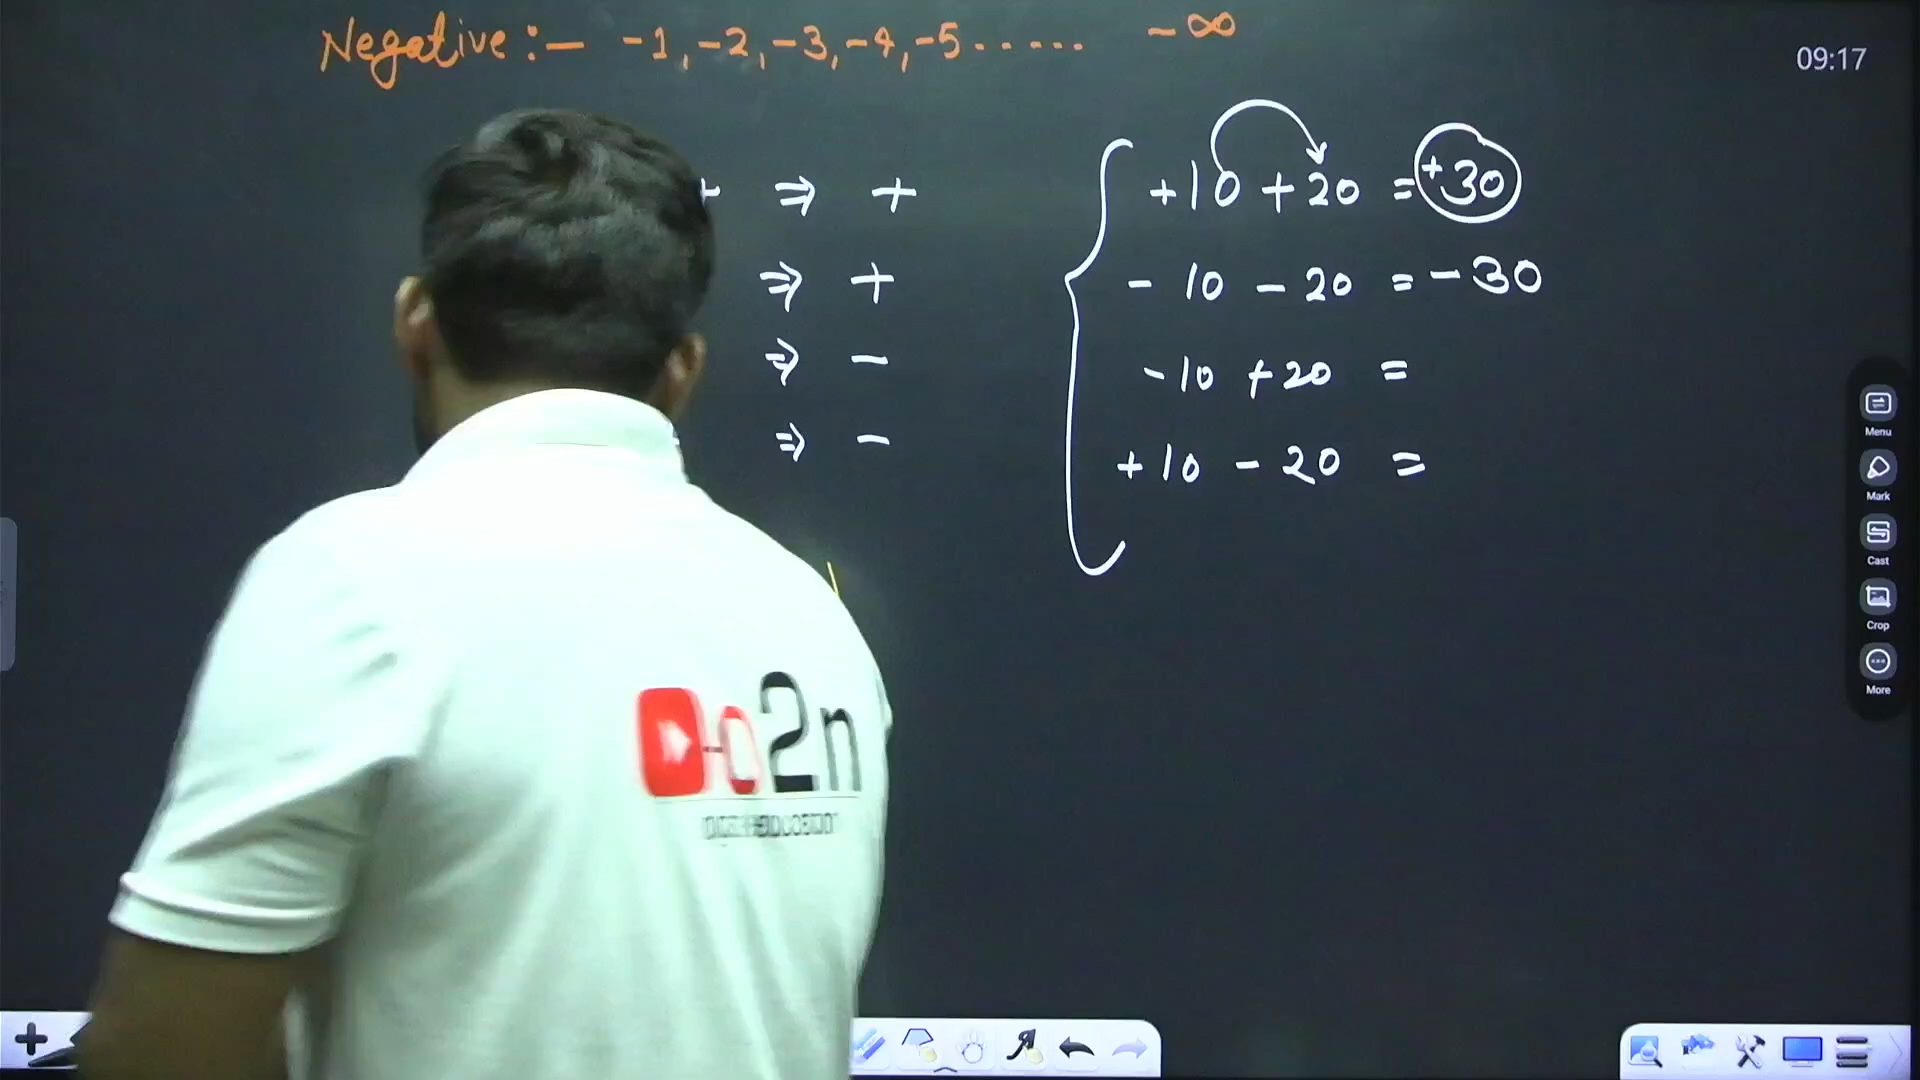 Negative :- -1, -2, -3, -4, -5...... -∞
09:17
+ ⇒ +
⇒ +
⇒ -
⇒ -
+10 + 20 = +30
- 10 - 20 = - 30
-10 +20 =
+10 - 20 =
Menu
Mark
Cast
Crop
More
2n